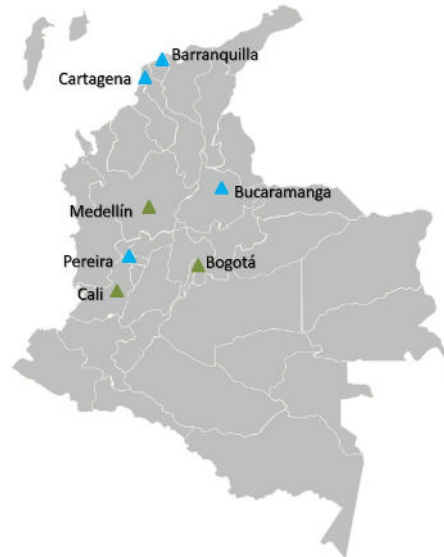 Barranquilla
Cartagena
Bucaramanga
Medellín
Pereira
Bogotá
Cali